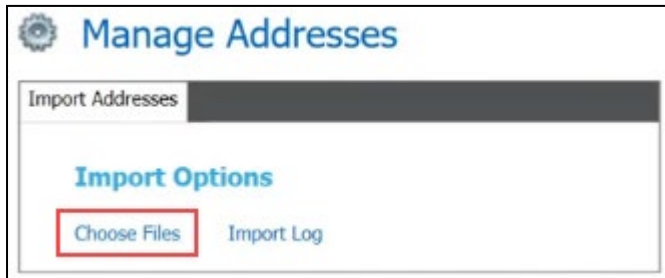 Manage Addresses
Import Addresses
Import Options
Choose Files Import Log